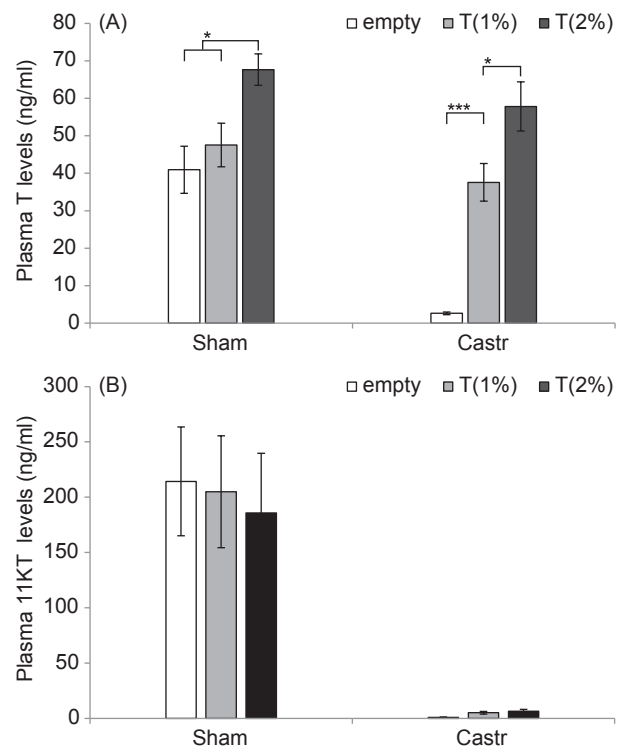 (A)
empty T(1%) T(2%)
Plasma T levels (ng/ml)
80
70
60
50
40
30
20
10
0
*
***
*
Sham Castr
(B)
empty T(1%) T(2%)
Plasma 11KT levels (ng/ml)
300
250
200
150
100
50
0
Sham Castr